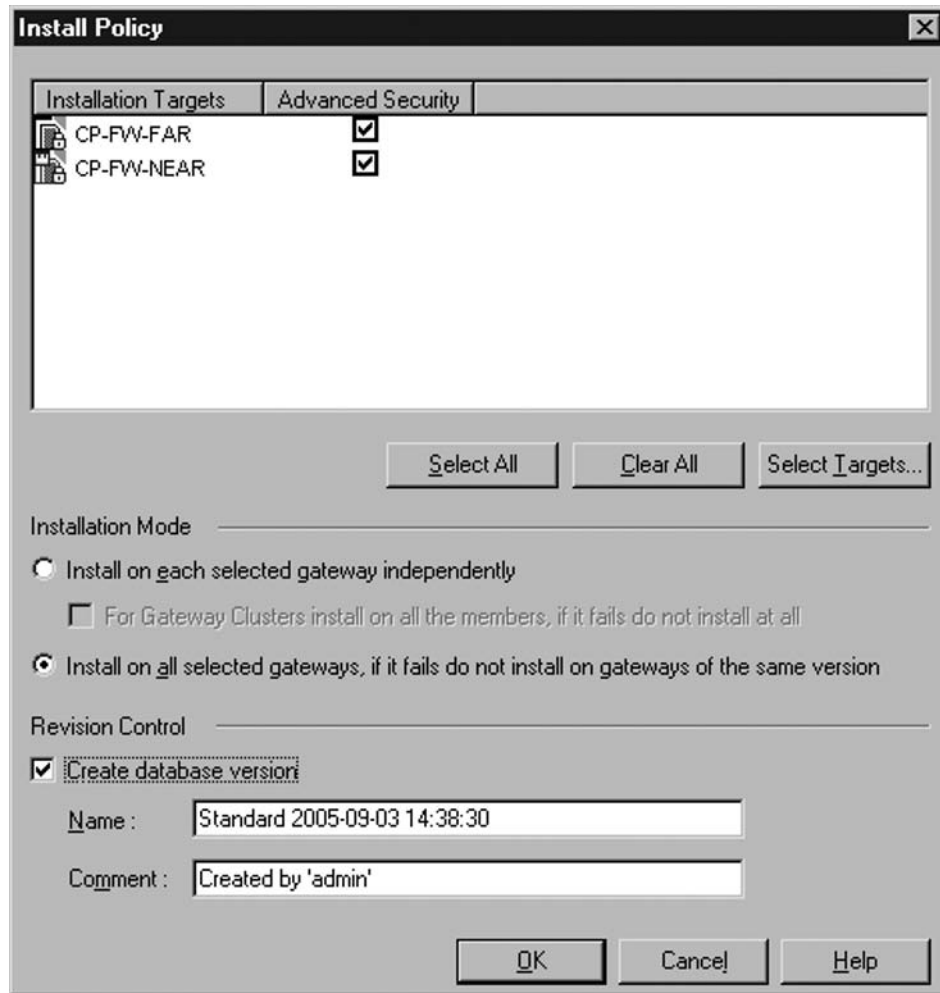 Install Policy
Installation Targets Advanced Security
CP-FW-FAR
CP-FW-NEAR
Select All Clear All Select Targets...
Installation Mode
Install on each selected gateway independently
For Gateway Clusters install on all the members, if it fails do not install at all
Install on all selected gateways, if it fails do not install on gateways of the same version
Revision Control
Create database version
Name : Standard 2005-09-03 14:38:30
Comment : Created by 'admin'
OK Cancel Help